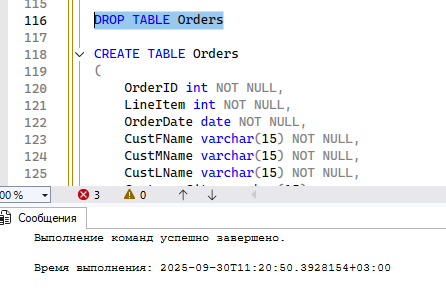 115
116 DROP TABLE Orders
117
118 CREATE TABLE Orders
119 (
120 OrderID int NOT NULL,
121 LineItem int NOT NULL,
122 OrderDate date NOT NULL,
123 CustFName varchar(15) NOT NULL,
124 CustMName varchar(15) NOT NULL,
125 CustLName varchar(15) NOT NULL,
00 % 3 0
Сообщения
Выполнение команд успешно завершено.
Время выполнения: 2025-09-30T11:20:50.3928154+03:00